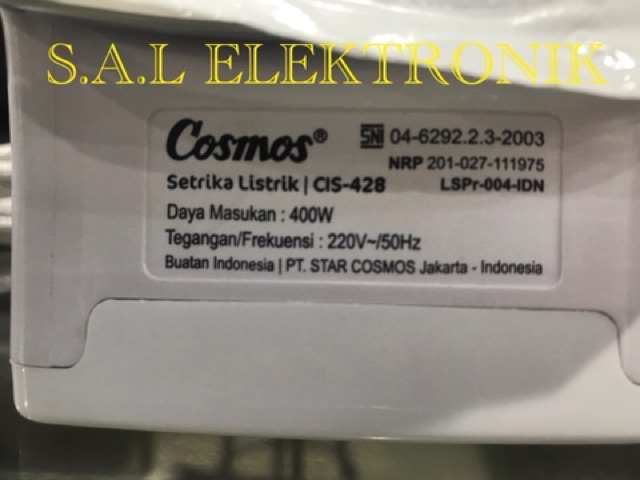 S.A.L ELEKTRONIK
Cosmos® SNI 04-6292.2.3-2003
NRP 201-027-111975
Setrika Listrik | CIS-428 LSPr-004-IDN
Daya Masukan : 400W
Tegangan/Frekuensi : 220V~/50Hz
Buatan Indonesia | PT. STAR COSMOS Jakarta - Indonesia